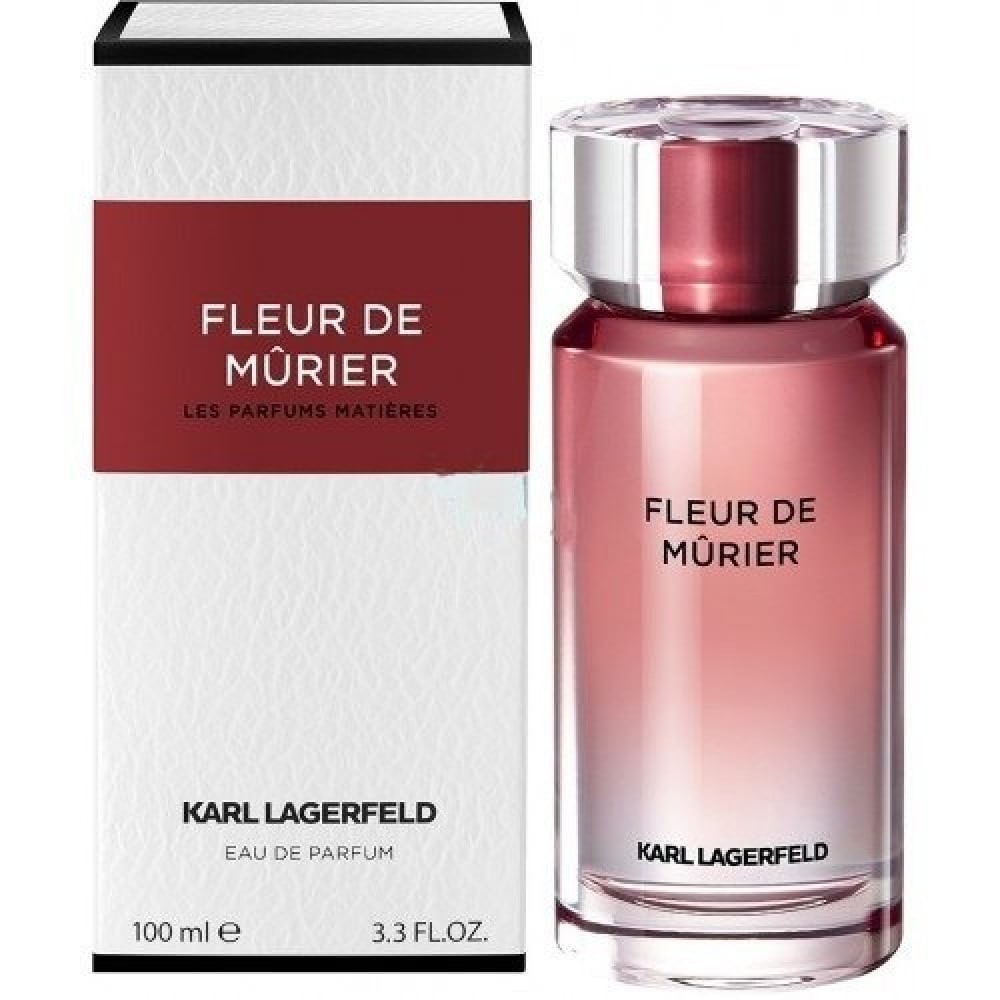 FLEUR DE
MÛRIER
LES PARFUMS MATIÈRES
KARL LAGERFELD
EAU DE PARFUM
100 ml ℮
3.3 FL.OZ.
FLEUR DE
MÛRIER
KARL LAGERFELD